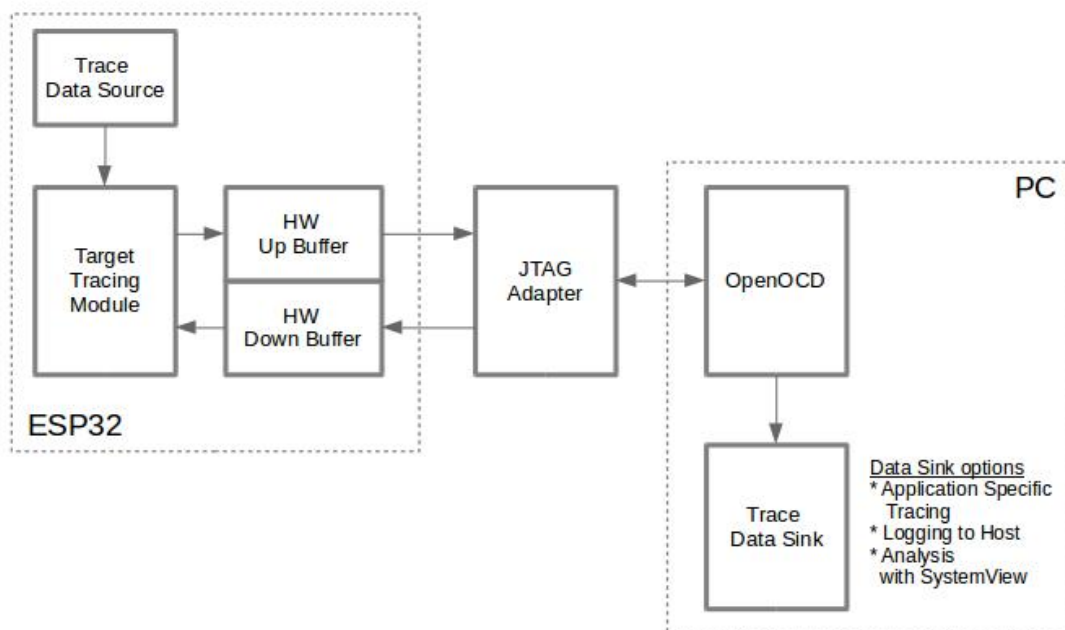 Trace
Data Source
Target
Tracing
Module
HW
Up Buffer
HW
Down Buffer
ESP32
JTAG
Adapter
PC
OpenOCD
Trace
Data Sink
Data Sink options
* Application Specific
Tracing
* Logging to Host
* Analysis
with SystemView